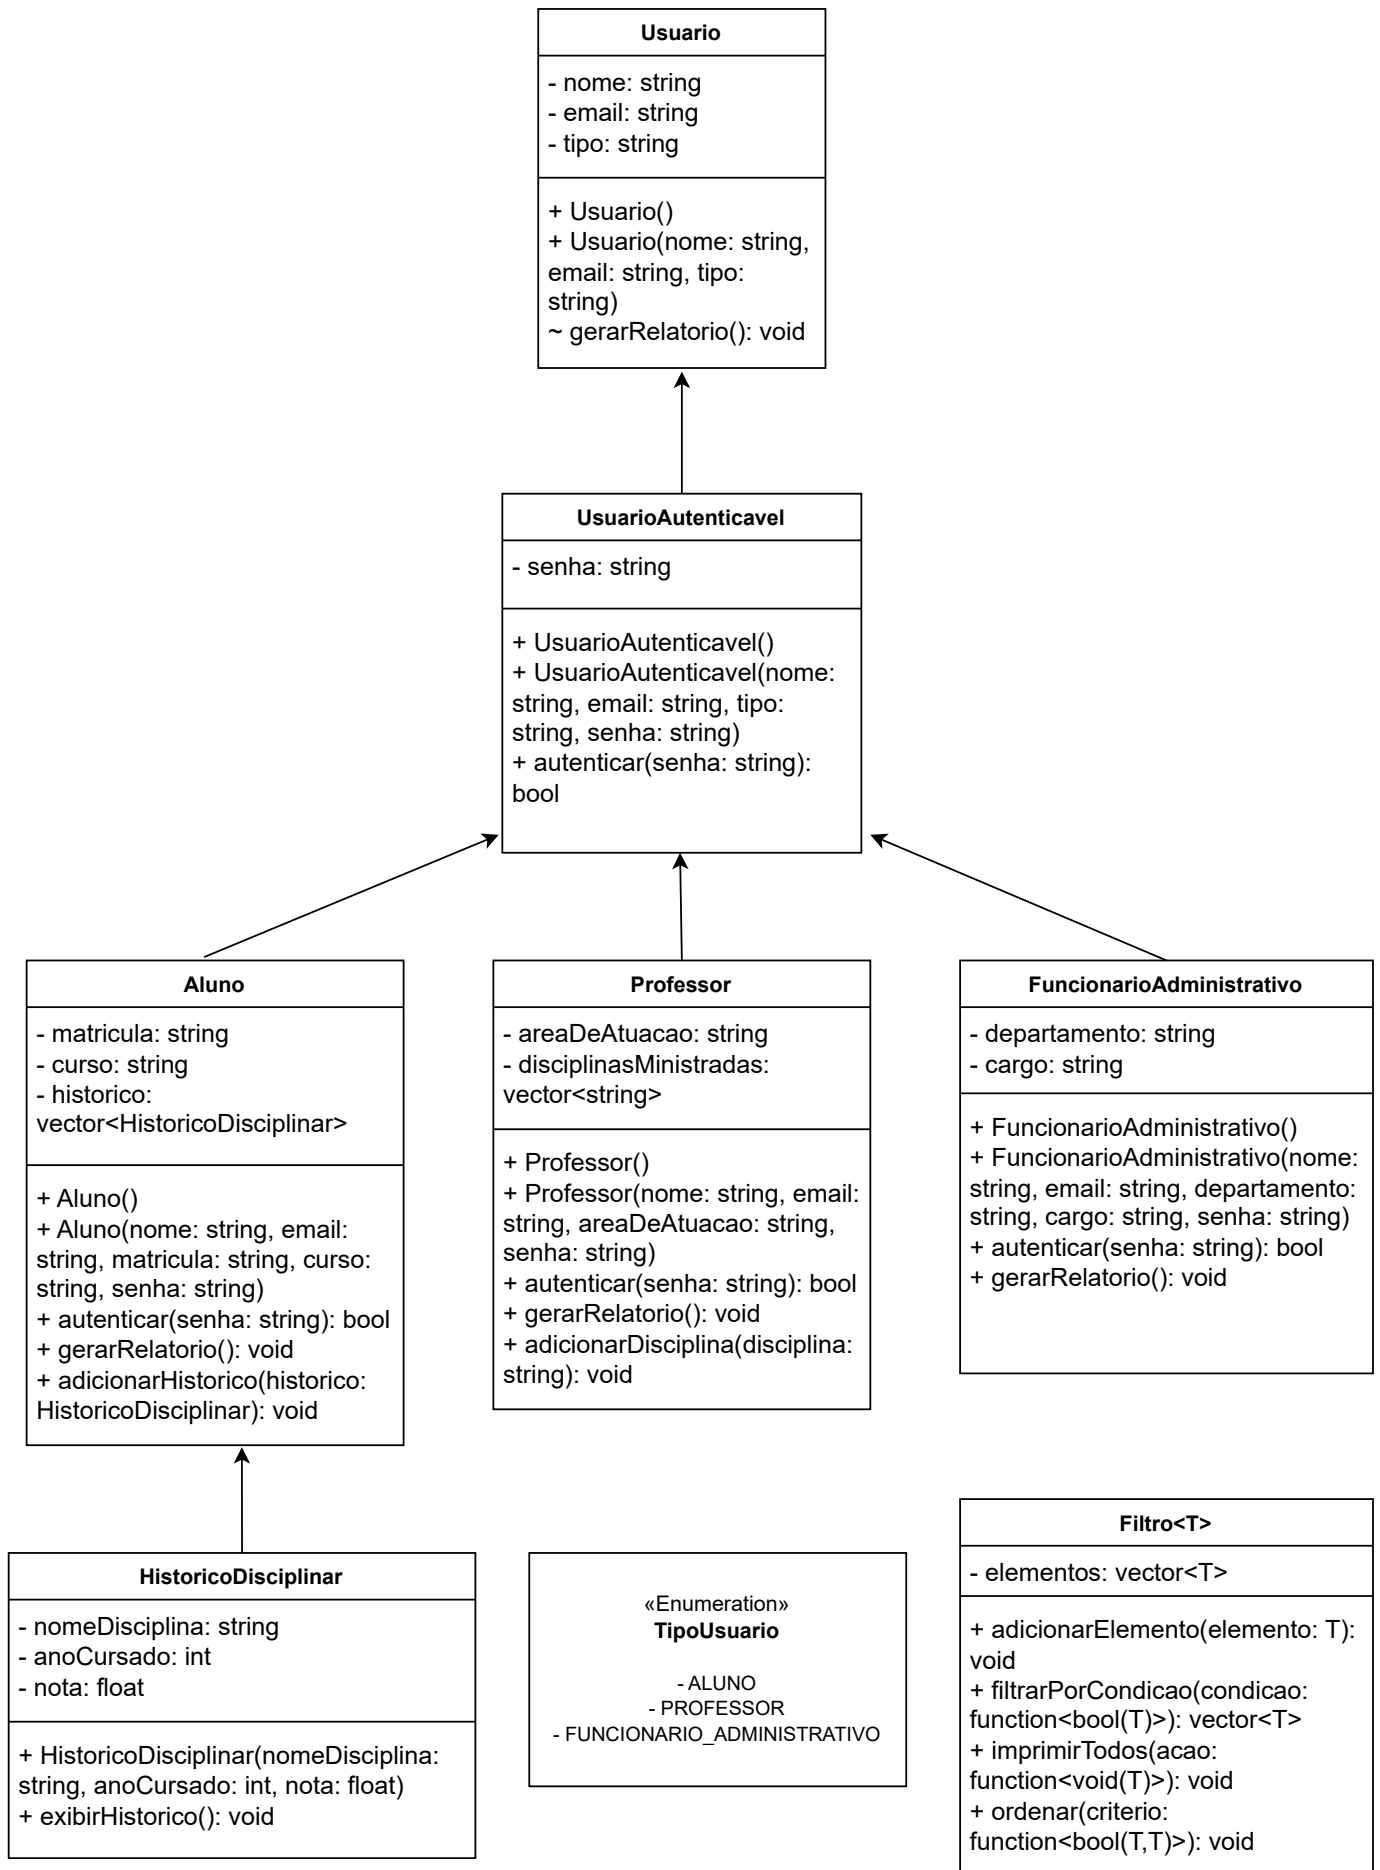 Usuario
- nome: string
- email: string
- tipo: string
+ Usuario()
+ Usuario(nome: string,
email: string, tipo:
string)
~ gerarRelatorio(): void
UsuarioAutenticavel
- senha: string
+ UsuarioAutenticavel()
+ UsuarioAutenticavel(nome:
string, email: string, tipo:
string, senha: string)
+ autenticar(senha: string):
bool
Aluno
- matricula: string
- curso: string
- historico:
vector<HistoricoDisciplinar>
+ Aluno()
+ Aluno(nome: string, email:
string, matricula: string, curso:
string, senha: string)
+ autenticar(senha: string): bool
+ gerarRelatorio(): void
+ adicionarHistorico(historico:
HistoricoDisciplinar): void
Professor
- areaDeAtuacao: string
- disciplinasMinistradas:
vector<string>
+ Professor()
+ Professor(nome: string, email:
string, areaDeAtuacao: string,
senha: string)
+ autenticar(senha: string): bool
+ gerarRelatorio(): void
+ adicionarDisciplina(disciplina:
string): void
FuncionarioAdministrativo
- departamento: string
- cargo: string
+ FuncionarioAdministrativo()
+ FuncionarioAdministrativo(nome:
string, email: string, departamento:
string, cargo: string, senha: string)
+ autenticar(senha: string): bool
+ gerarRelatorio(): void
HistoricoDisciplinar
- nomeDisciplina: string
- anoCursado: int
- nota: float
+ HistoricoDisciplinar(nomeDisciplina:
string, anoCursado: int, nota: float)
+ exibirHistorico(): void
«Enumeration»
TipoUsuario
- ALUNO
- PROFESSOR
- FUNCIONARIO_ADMINISTRATIVO
Filtro<T>
- elementos: vector<T>
+ adicionarElemento(elemento: T):
void
+ filtrarPorCondicao(condicao:
function<bool(T)>): vector<T>
+ imprimirTodos(acao:
function<void(T)>): void
+ ordenar(criterio:
function<bool(T,T)>): void